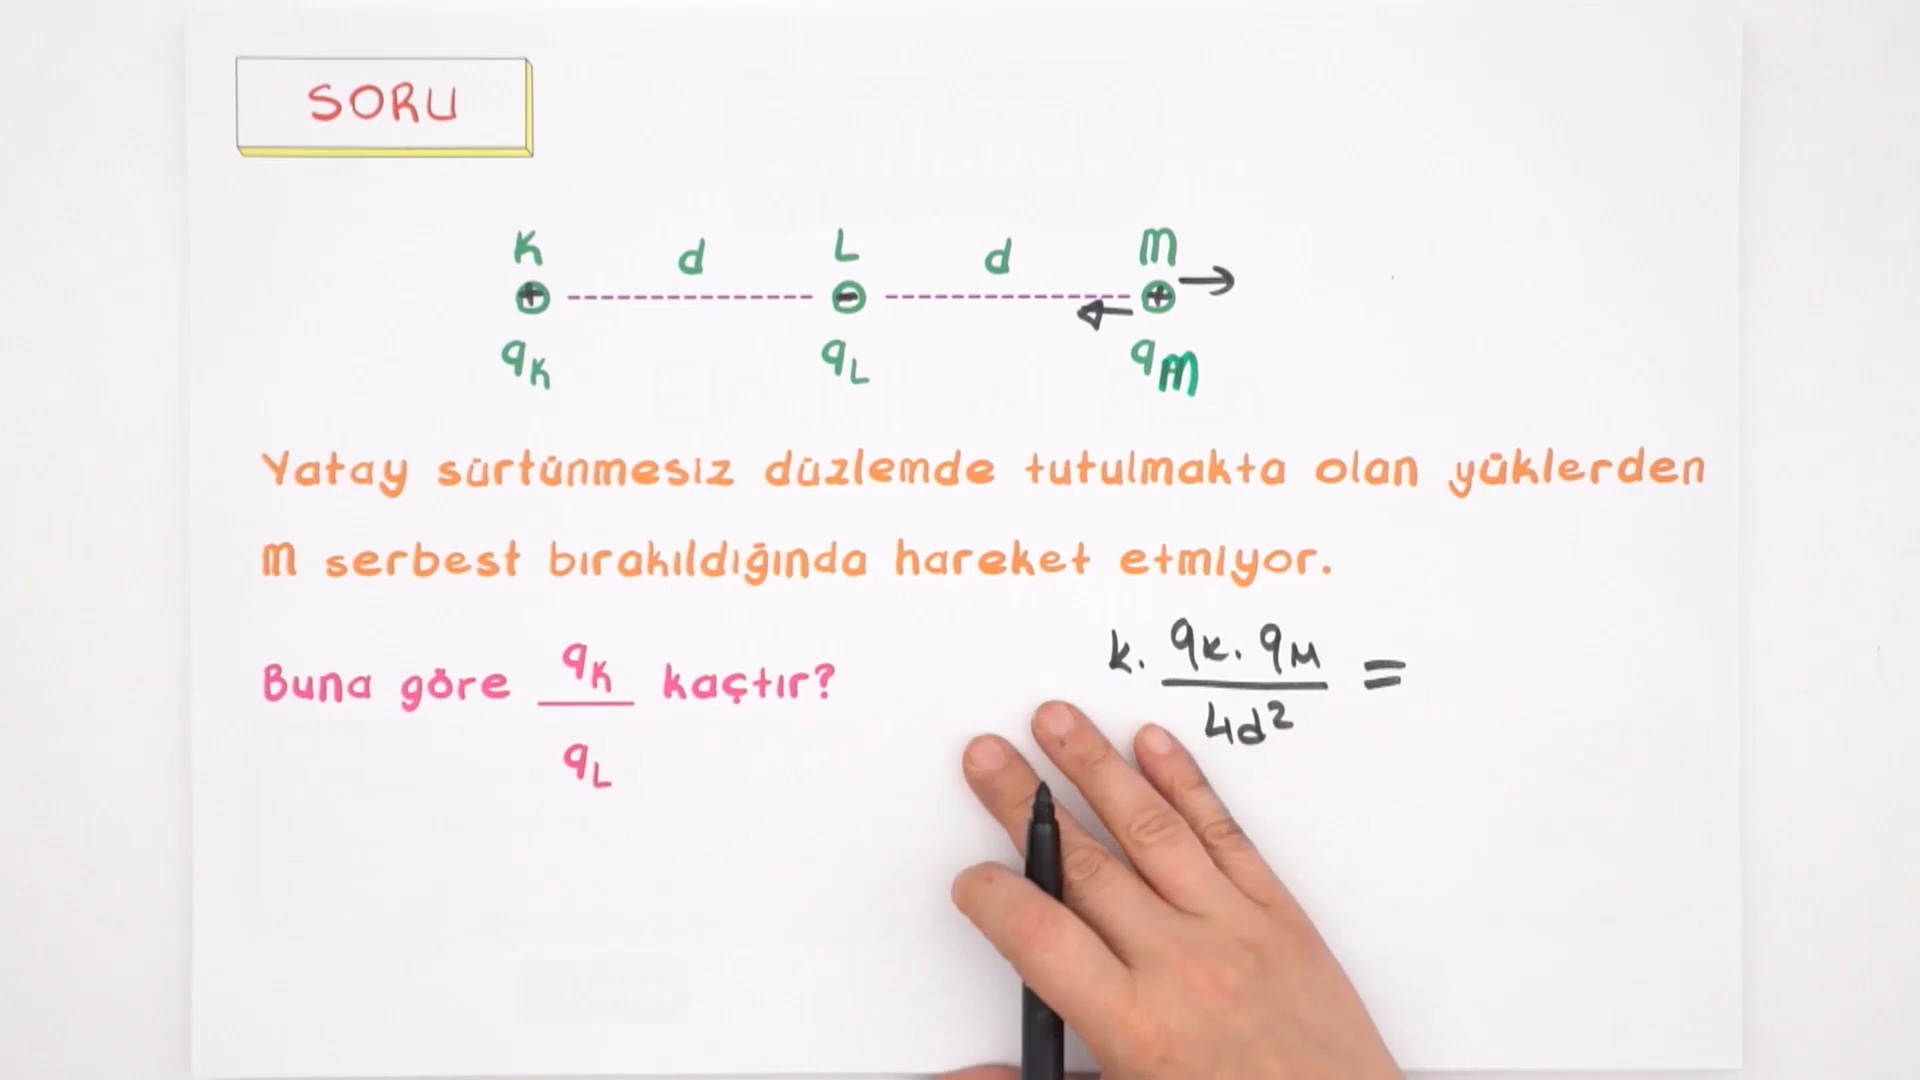 SORU
K d L d M
+ - +
qK qL qM
Yatay sürtünmesiz düzlemde tutulmakta olan yüklerden
M serbest bırakıldığında hareket etmiyor.
Buna göre qK/qL kaçtır?
k. qK. qM / 4d² =